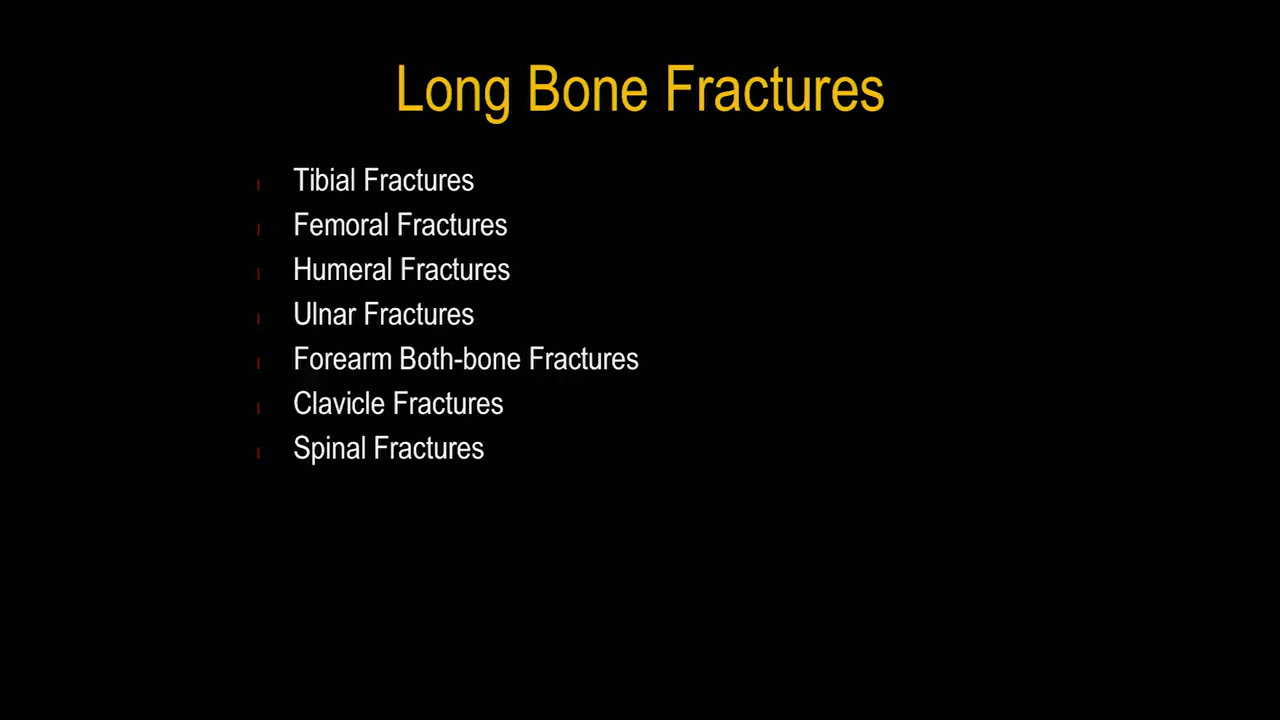 Long Bone Fractures
Tibial Fractures
Femoral Fractures
Humeral Fractures
Ulnar Fractures
Forearm Both-bone Fractures
Clavicle Fractures
Spinal Fractures